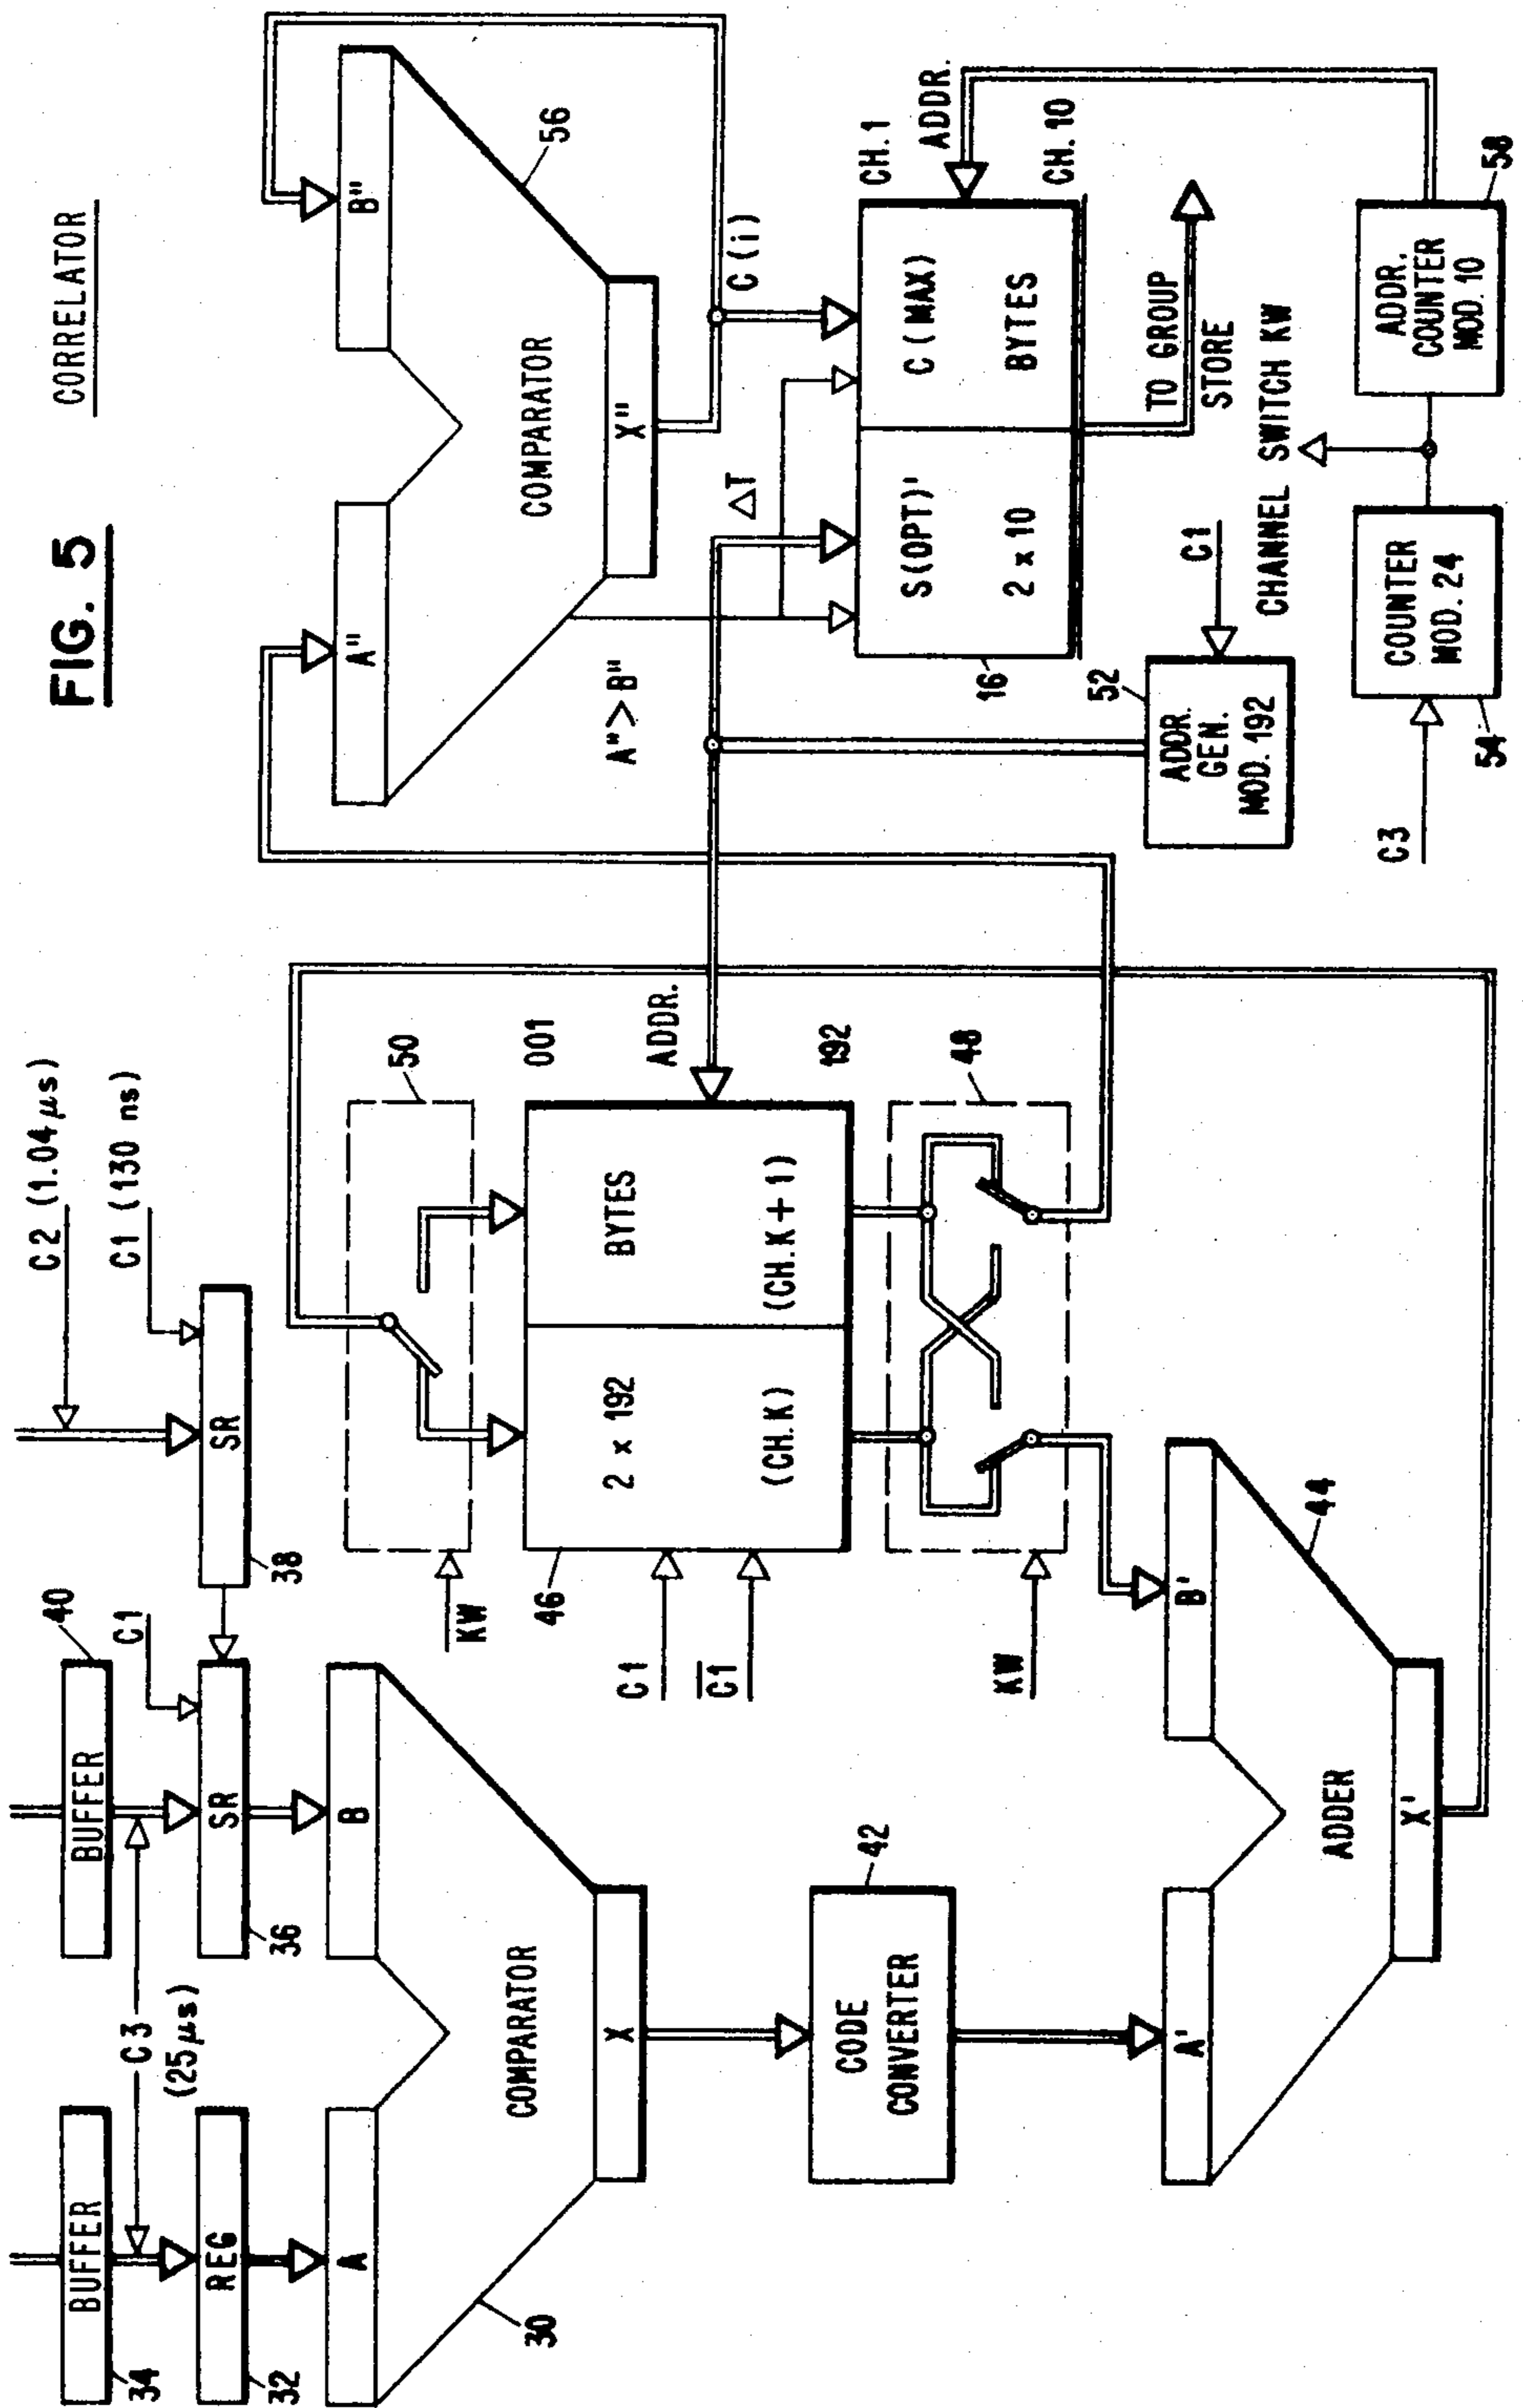 FIG. 5
CORRELATOR
BUFFER
34
C3
(25µs)
REG
32
BUFFER
40
C1
SR
36
SR
38
C2 (1.04µs)
C1 (130 ns)
A
B
COMPARATOR
X
30
CODE
CONVERTER
42
A'
B'
ADDER
X'
44
KW
50
001
2 x 192
BYTES
(CH.K)
(CH.K+1)
ADDR.
192
46
C1
C1
KW
48
A"
B"
COMPARATOR
X"
56
A">B"
ΔT
C(i)
S(OPT)'
C(MAX)
2 x 10
BYTES
16
CH.1
ADDR.
CH.10
TO GROUP
STORE
52
ADDR.
GEN.
MOD. 192
C1
CHANNEL SWITCH KW
C3
COUNTER
MOD. 24
54
ADDR.
COUNTER
MOD. 10
58